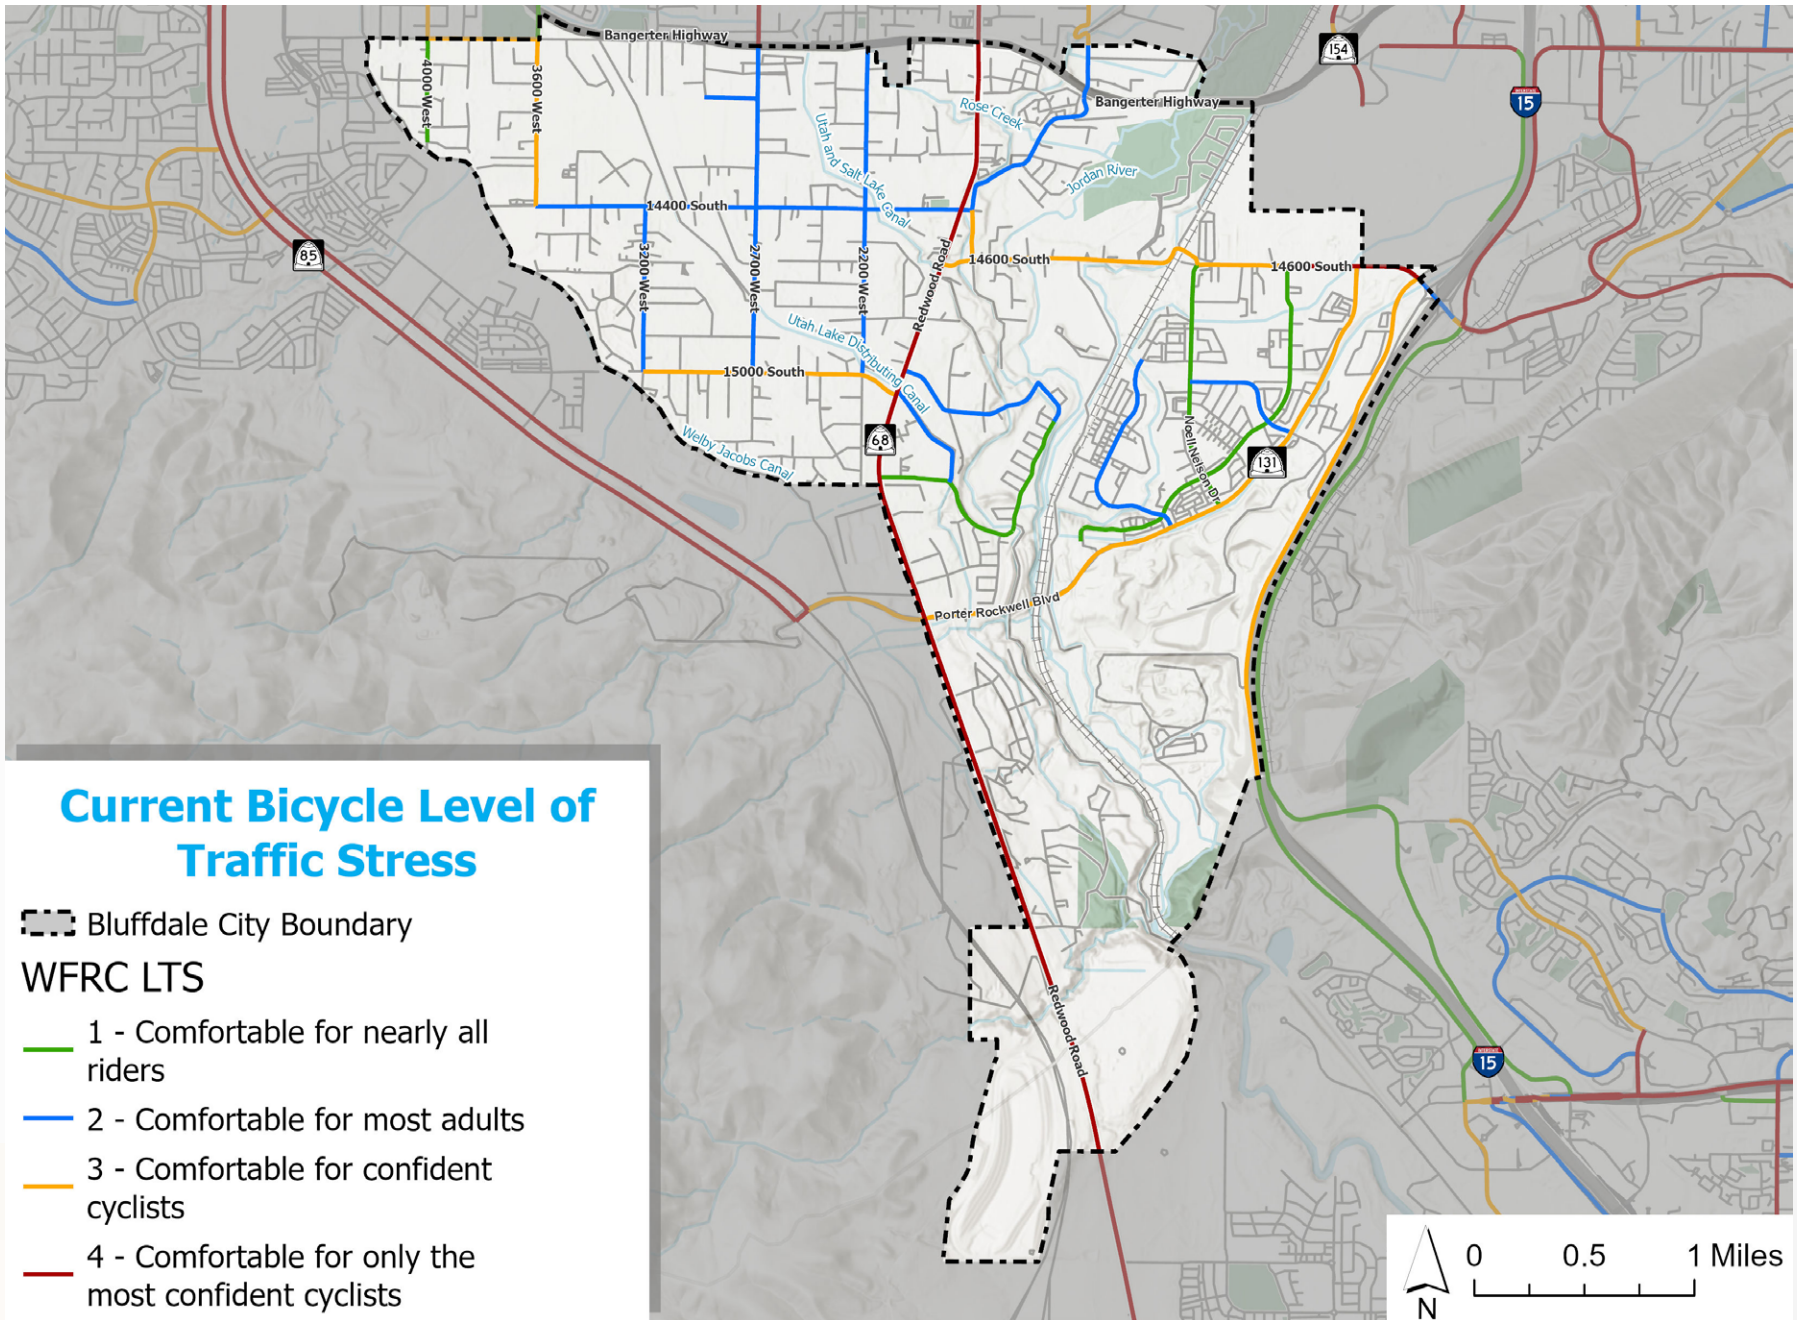 Bangerter Highway
154
4000 West
3600 West
Bangerter Highway
15
Rose Creek
Utah and Salt Lake Canal
Jordan River
14400 South
85
3200 West
2700 West
2200 West
Redwood Road
14600 South
14600 South
Utah Lake Distributing Canal
15000 South
68
Welby Jacobs Canal
Noell Nelson Dr
131
Porter Rockwell Blvd
Redwood Road
INTERSTATE
15
Current Bicycle Level of
Traffic Stress
Bluffdale City Boundary
WFRC LTS
1 - Comfortable for nearly all
riders
2 - Comfortable for most adults
3 - Comfortable for confident
cyclists
4 - Comfortable for only the
most confident cyclists
N
0 0.5 1 Miles